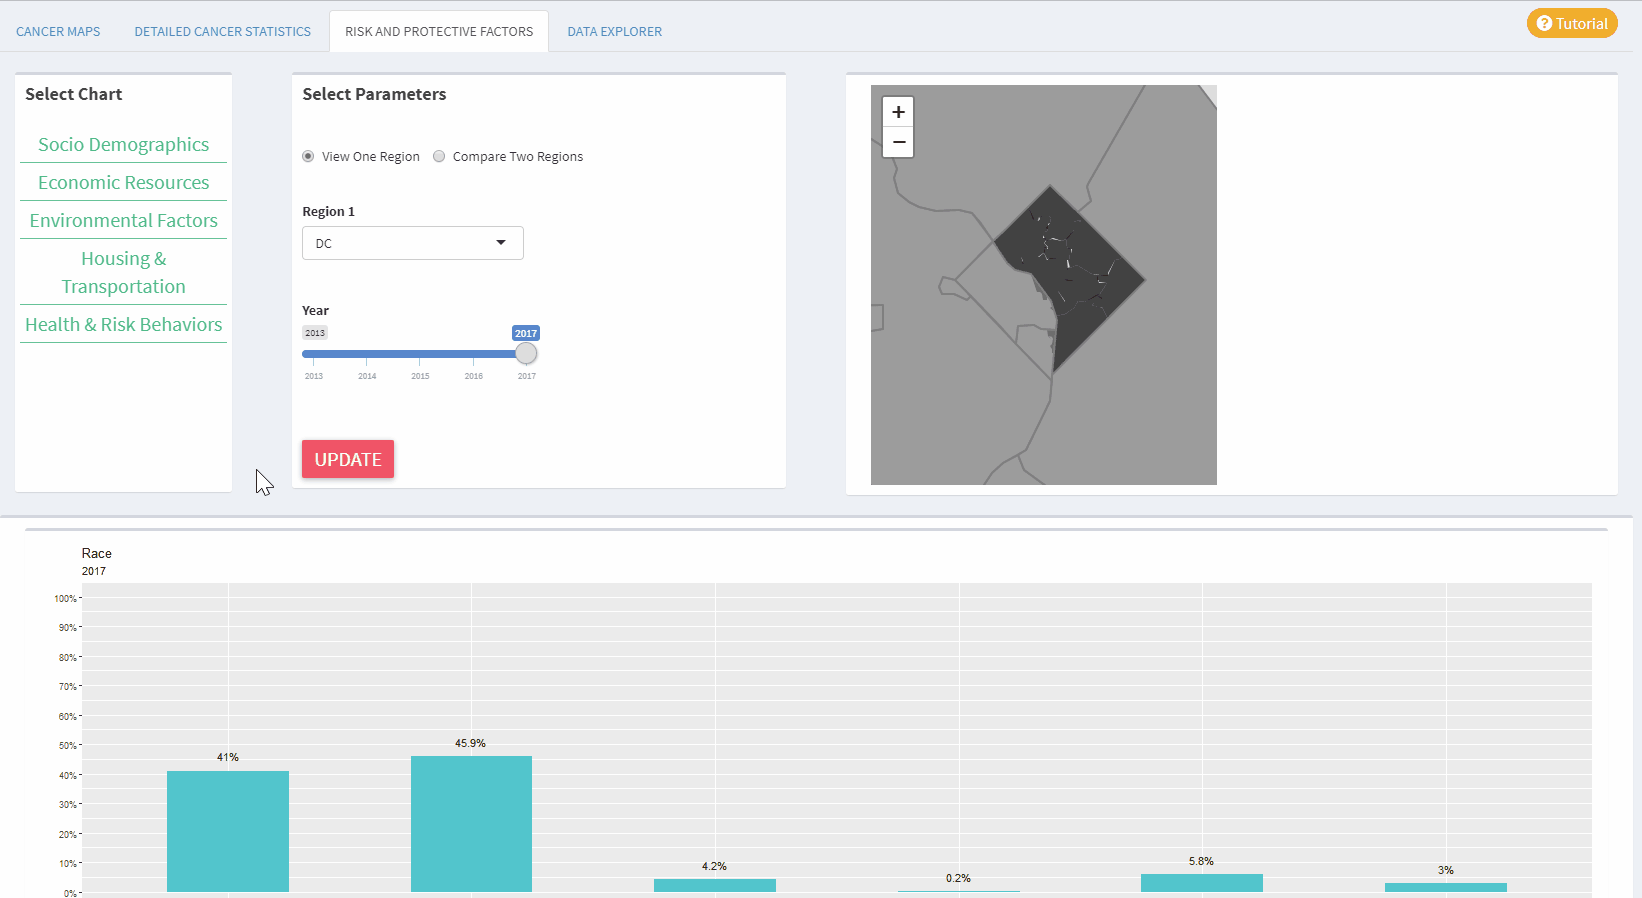 CANCER MAPS
DETAILED CANCER STATISTICS
RISK AND PROTECTIVE FACTORS
DATA EXPLORER
? Tutorial
Select Chart
Socio Demographics
Economic Resources
Environmental Factors
Housing &
Transportation
Health & Risk Behaviors
Select Parameters
View One Region
Compare Two Regions
Region 1
DC
Year
2013
2017
2013
2014
2015
2016
2017
UPDATE
+
−
Race
2017
100%
90%
80%
70%
60%
50%
40%
30%
20%
10%
0%
41%
45.9%
4.2%
0.2%
5.8%
3%